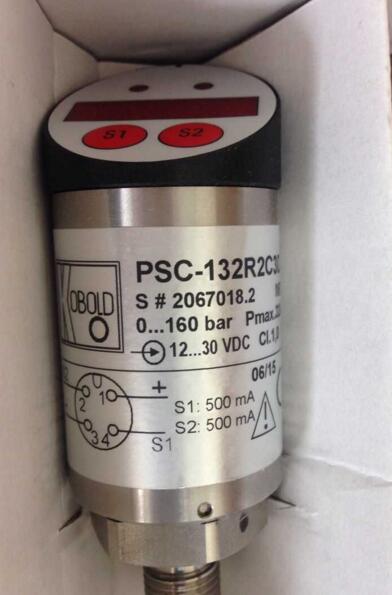 S1 S2
KOBOLD
PSC-132R2C3
S # 2067018.2
0...160 bar Pmax.
12...30 VDC Cl.1,0
06/15
2 1 +
3 4 S1
S1: 500 mA
S2: 500 mA